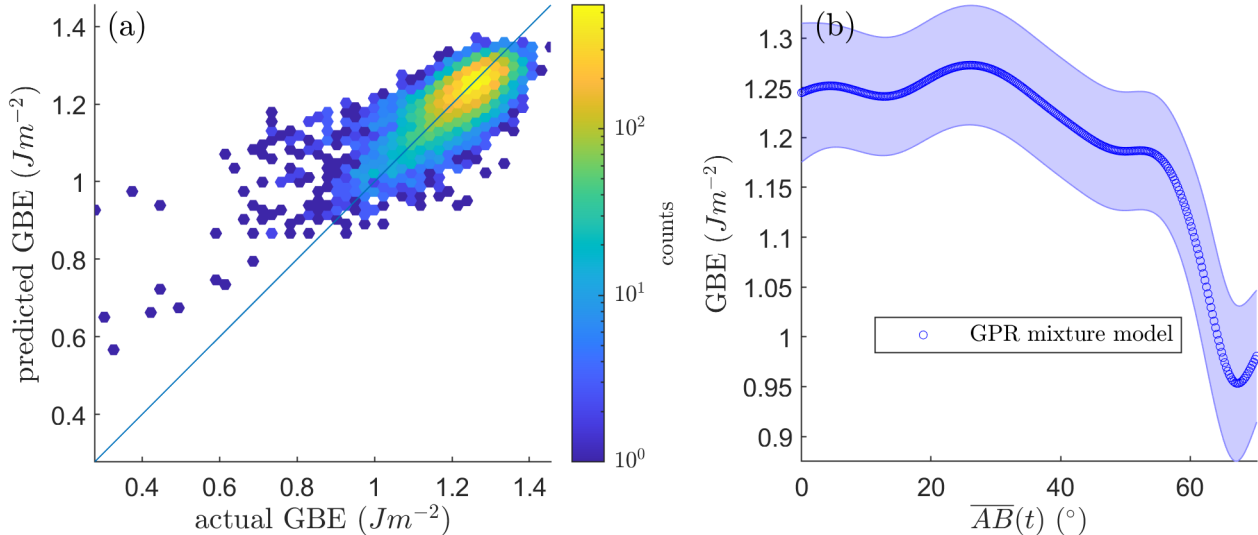 (a)
1.4
1.2
1
0.8
0.6
0.4
predicted GBE (Jm⁻²)
0.4 0.6 0.8 1 1.2 1.4
actual GBE (Jm⁻²)
10²
10¹
10⁰
counts
(b)
1.3
1.25
1.2
1.15
1.1
1.05
1
0.95
0.9
GBE (Jm⁻²)
GPR mixture model
0 20 40 60
A̅B̅(t) (°)